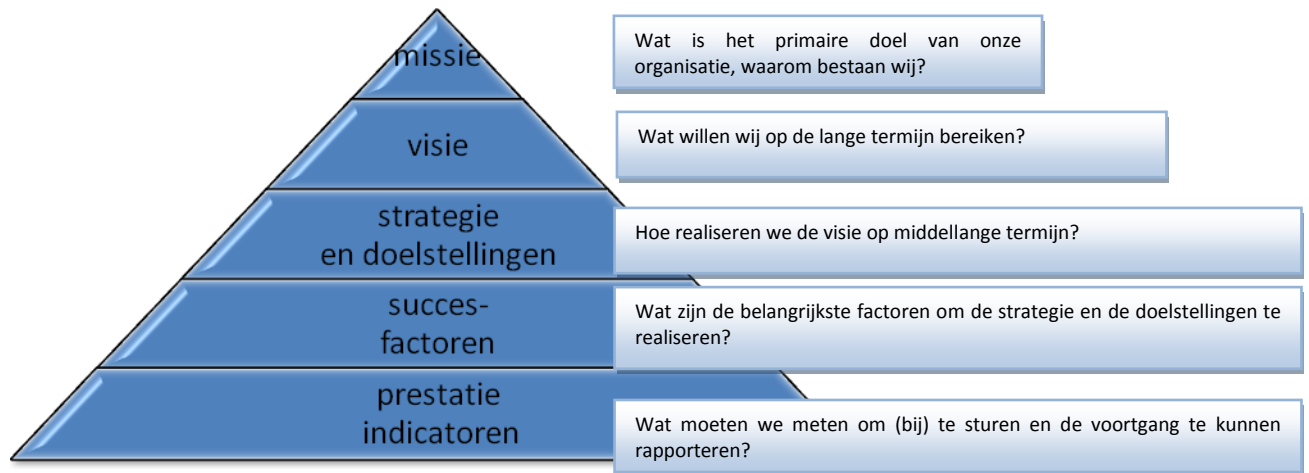 missie
Wat is het primaire doel van onze
organisatie, waarom bestaan wij?
visie
Wat willen wij op de lange termijn bereiken?
strategie
en doelstellingen
Hoe realiseren we de visie op middellange termijn?
succes-
factoren
Wat zijn de belangrijkste factoren om de strategie en de doelstellingen te
realiseren?
prestatie
indicatoren
Wat moeten we meten om (bij) te sturen en de voortgang te kunnen
rapporteren?